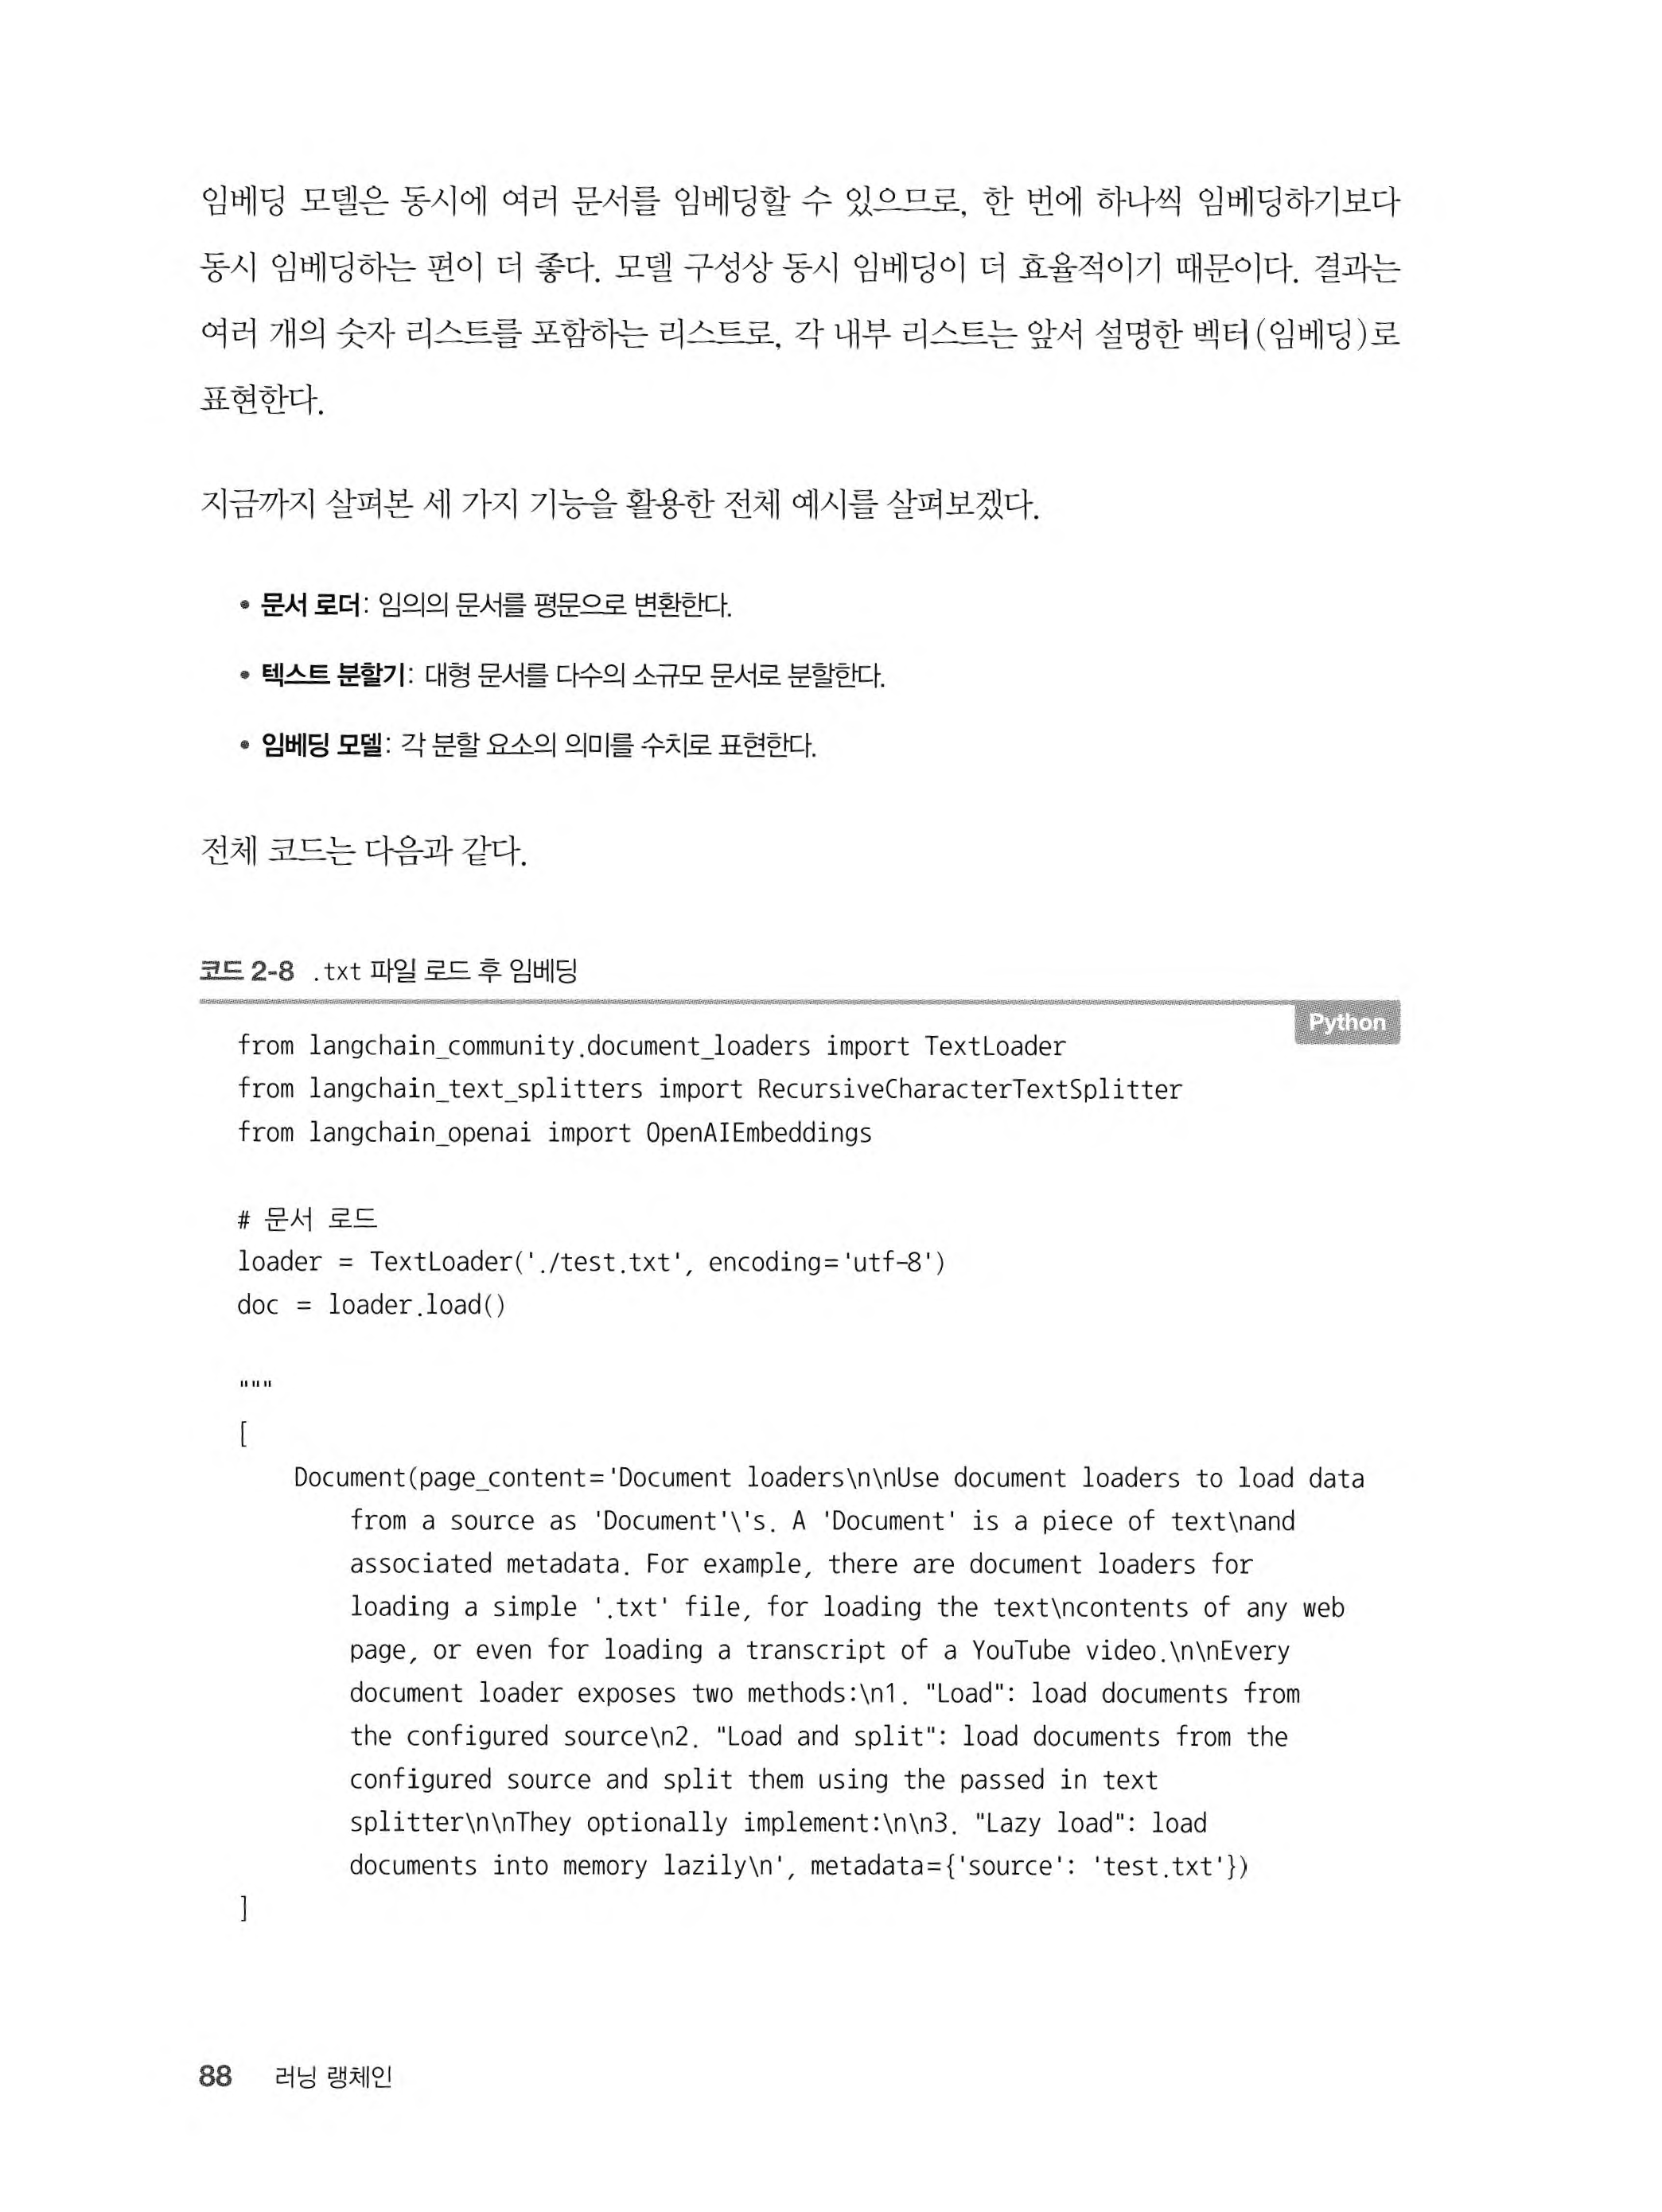 임베딩 모델은 동시에 여러 문서를 임베딩할 수 있으므로, 한 번에 하나씩 임베딩하기보다
동시 임베딩하는 편이 더 좋다. 모델 구성상 동시 임베딩이 더 효율적이기 때문이다. 결과는
여러 개의 숫자 리스트를 포함하는 리스트로, 각 내부 리스트는 앞서 설명한 벡터(임베딩)로
표현한다.
지금까지 살펴본 세 가지 기능을 활용한 전체 예시를 살펴보겠다.
• 문서 로더: 임의의 문서를 평문으로 변환한다.
• 텍스트 분할기: 대형 문서를 다수의 소규모 문서로 분할한다.
• 임베딩 모델: 각 분할 요소의 의미를 수치로 표현한다.
전체 코드는 다음과 같다.
코드 2-8 .txt 파일 로드 후 임베딩
Python
from langchain_community.document_loaders import TextLoader
from langchain_text_splitters import RecursiveCharacterTextSplitter
from langchain_openai import OpenAIEmbeddings
# 문서 로드
loader = TextLoader('./test.txt', encoding='utf-8')
doc = loader.load()
"""
[
Document(page_content='Document loaders\n\nUse document loaders to load data
from a source as 'Document'\'s. A 'Document' is a piece of text\nand
associated metadata. For example, there are document loaders for
loading a simple '.txt' file, for loading the text\ncontents of any web
page, or even for loading a transcript of a YouTube video.\n\nEvery
document loader exposes two methods:\n1. "Load": load documents from
the configured source\n2. "Load and split": load documents from the
configured source and split them using the passed in text
splitter\n\nThey optionally implement:\n\n3. "Lazy load": load
documents into memory lazily\n', metadata={'source': 'test.txt'})
]
88 러닝 랭체인